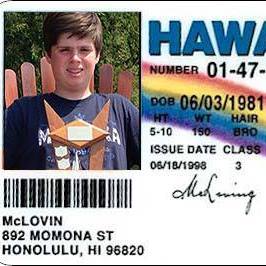 HAWA
NUMBER 01-47-
DOB 06/03/1981
HT WT HAIR
5-10 150 BRO
ISSUE DATE CLASS
06/18/1998 3
McLOVIN
892 MOMONA ST
HONOLULU, HI 96820